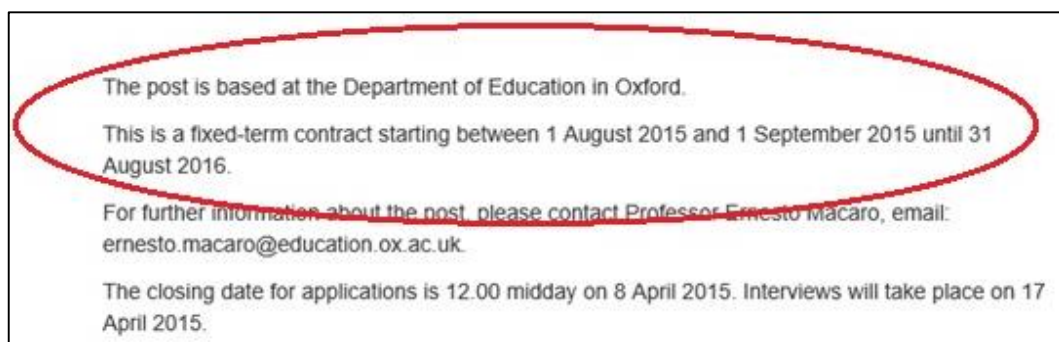 The post is based at the Department of Education in Oxford.
This is a fixed-term contract starting between 1 August 2015 and 1 September 2015 until 31
August 2016.
For further information about the post, please contact Professor Ernesto Macaro, email:
ernesto.macaro@education.ox.ac.uk.
The closing date for applications is 12.00 midday on 8 April 2015. Interviews will take place on 17
April 2015.